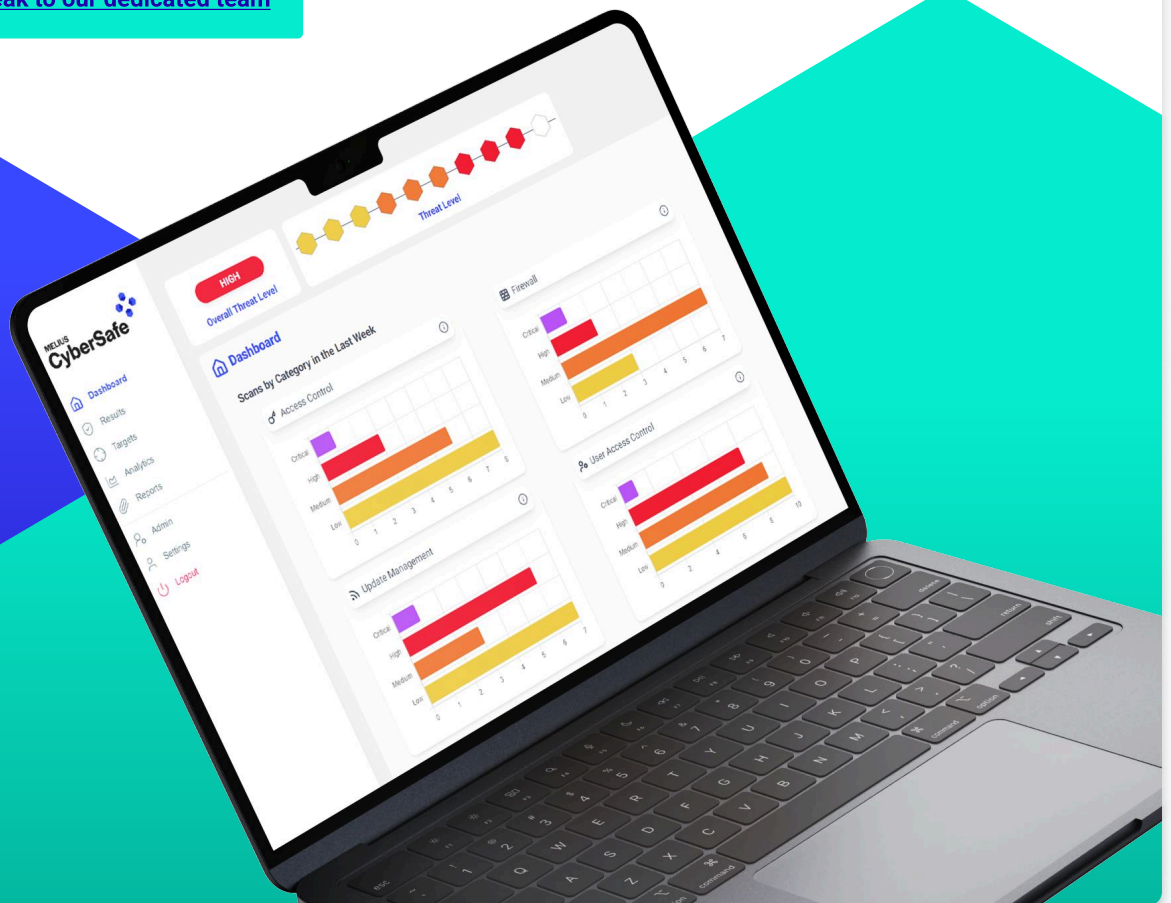 eak to our dedicated team
HIGH
Overall Threat Level
Threat Level
MELIUS
CyberSafe
Dashboard
Results
Targets
Analytics
Reports
Admin
Settings
Logout
Dashboard
Scans by Category in the Last Week
Access Control
Critical
High
Medium
Low
0 1 2 3 4 5 6 7 8
Firewall
Critical
High
Medium
Low
0 1 2 3 4 5 6 7
Update Management
Critical
High
Medium
Low
0 1 2 3 4 5 6 7
User Access Control
Critical
High
Medium
Low
0 2 4 6 8 10
esc
delete
return
shift
command
option
command
Q W E R T Y U I O P
A S D F G H J K L
Z X C V B N M